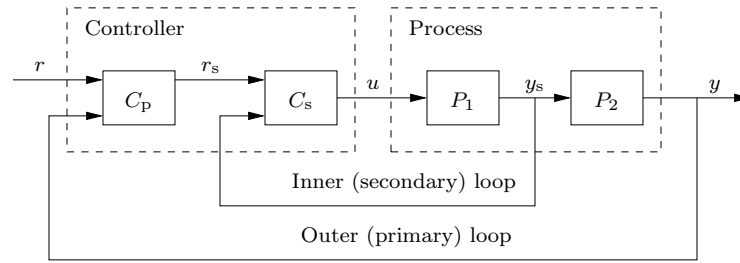 Controller
Process
r
r_s
u
y_s
y
C_p
C_s
P_1
P_2
Inner (secondary) loop
Outer (primary) loop